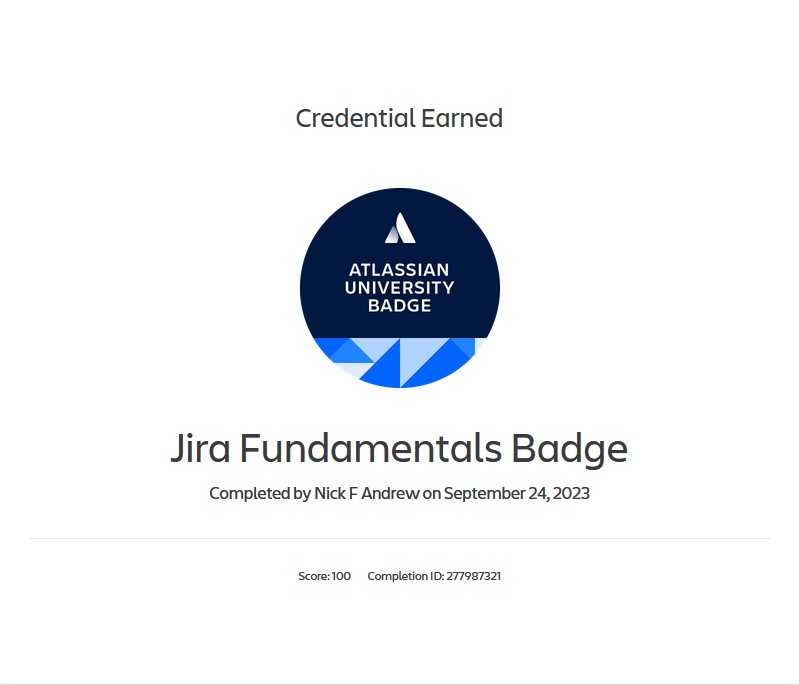 Credential Earned
ATLASSIAN
UNIVERSITY
BADGE
Jira Fundamentals Badge
Completed by Nick F Andrew on September 24, 2023
Score: 100 Completion ID: 277987321